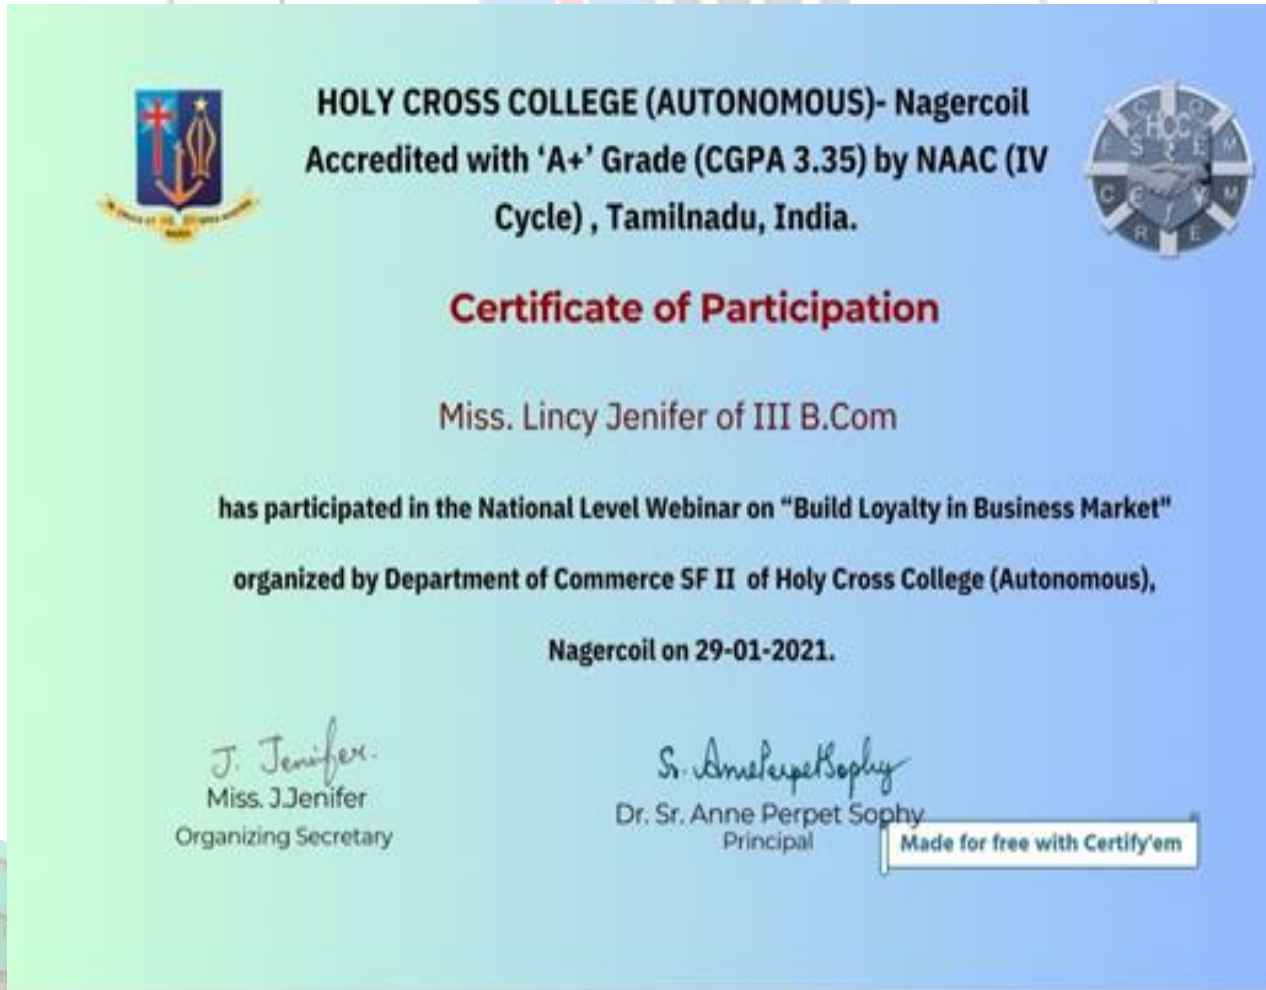 HOLY CROSS COLLEGE (AUTONOMOUS)- Nagercoil
Accredited with ‘A+’ Grade (CGPA 3.35) by NAAC (IV
Cycle) , Tamilnadu, India.
HCC
Certificate of Participation
Miss. Lincy Jenifer of III B.Com
has participated in the National Level Webinar on “Build Loyalty in Business Market"
organized by Department of Commerce SF II of Holy Cross College (Autonomous),
Nagercoil on 29-01-2021.
J. Jenifer.
Miss. J.Jenifer
Organizing Secretary
Sr. AnnePerpetSophy
Dr. Sr. Anne Perpet Sophy
Principal
Made for free with Certify'em